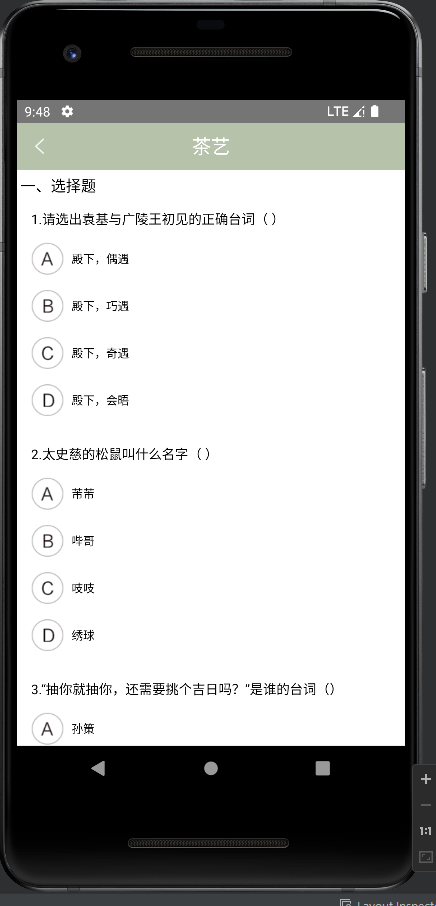 9:48
LTE
茶艺
一、选择题
1.请选出袁基与广陵王初见的正确台词（ ）
A 殿下，偶遇
B 殿下，巧遇
C 殿下，奇遇
D 殿下，会晤
2.太史慈的松鼠叫什么名字（ ）
A 芾芾
B 哔哥
C 吱吱
D 绣球
3.“抽你就抽你，还需要挑个吉日吗？”是谁的台词（）
A 孙策
1:1
Layout Inspect